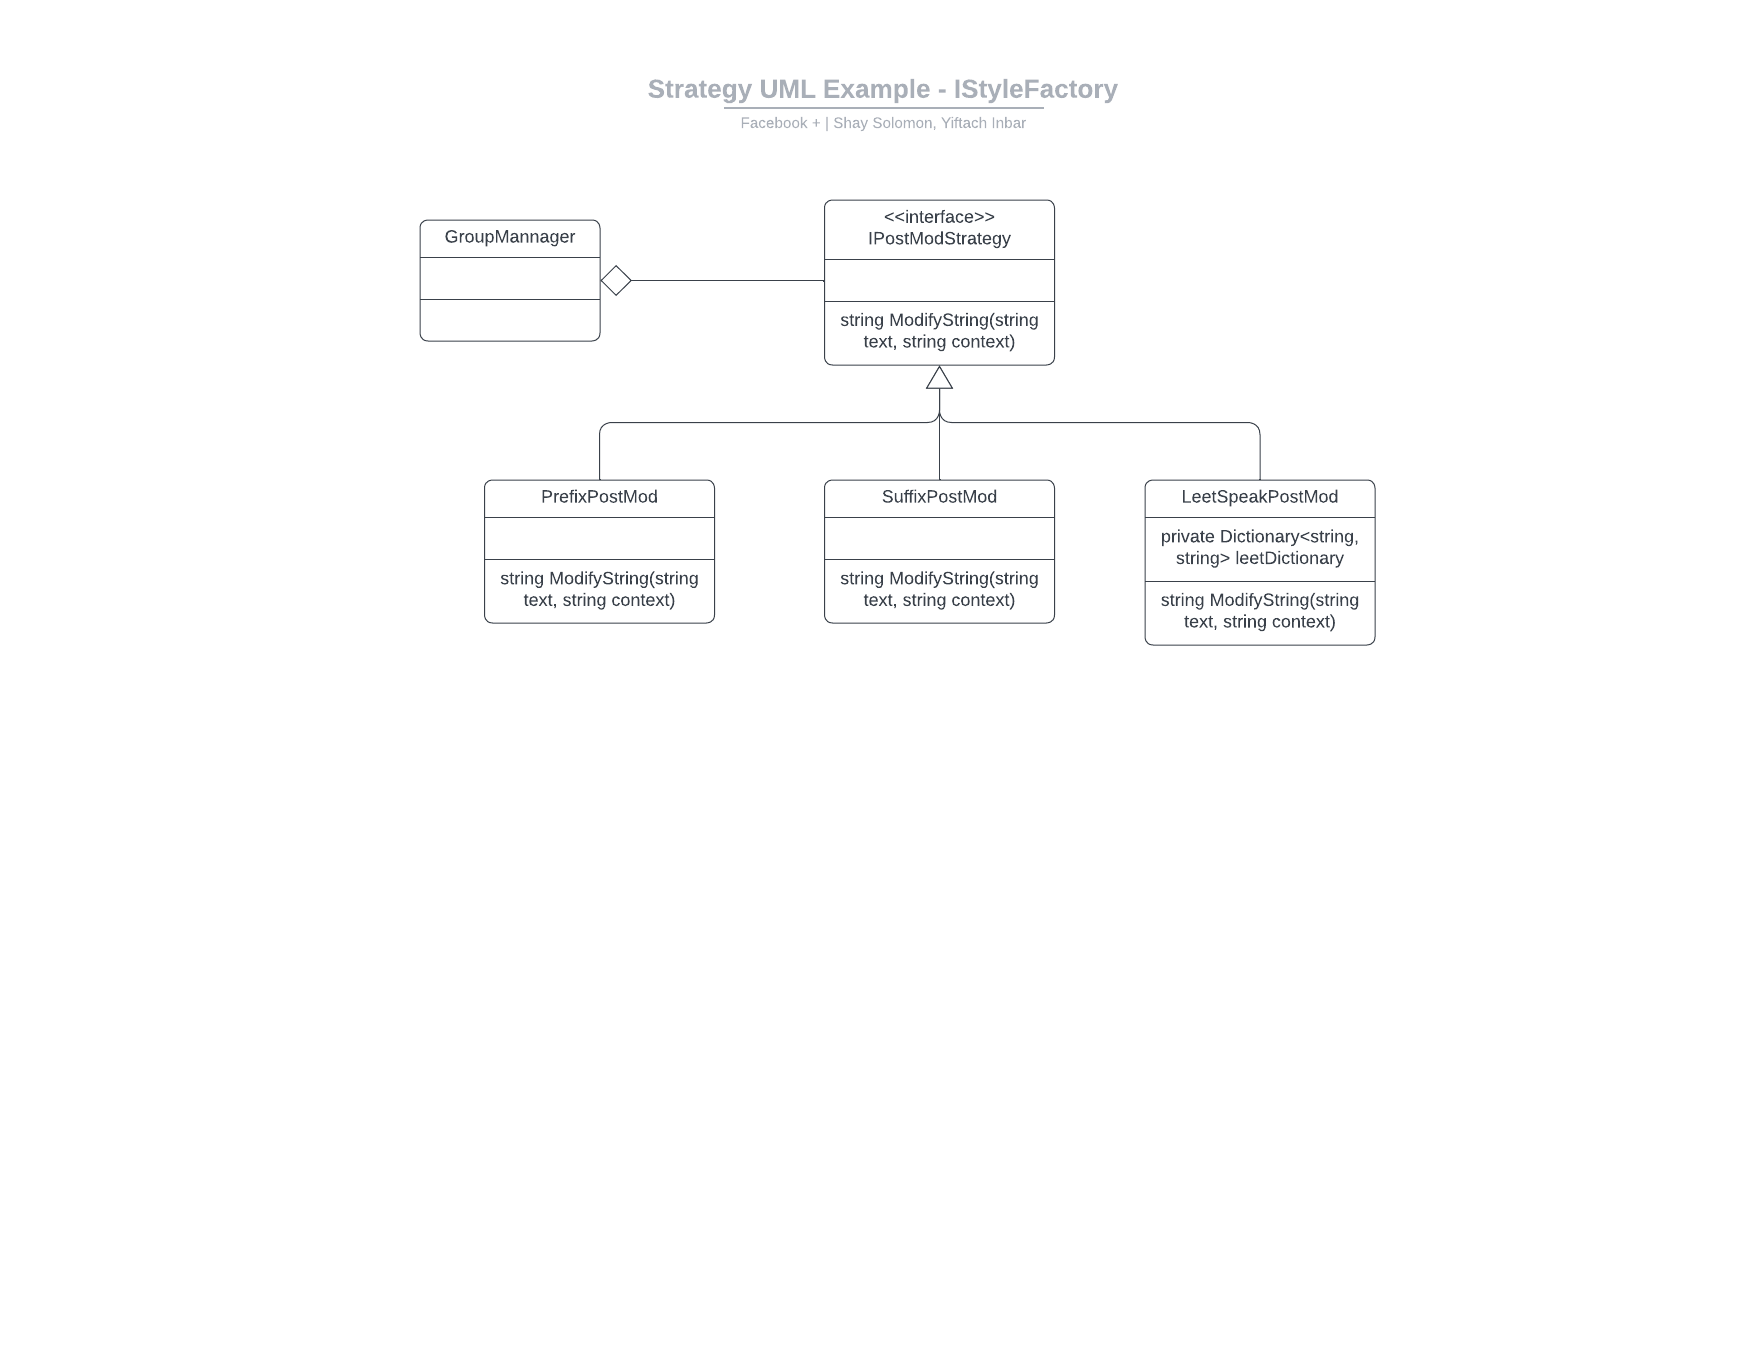 Strategy UML Example - IStyleFactory
Facebook + | Shay Solomon, Yiftach Inbar
GroupMannager
<<interface>>
IPostModStrategy
string ModifyString(string
text, string context)
PrefixPostMod
string ModifyString(string
text, string context)
SuffixPostMod
string ModifyString(string
text, string context)
LeetSpeakPostMod
private Dictionary<string,
string> leetDictionary
string ModifyString(string
text, string context)